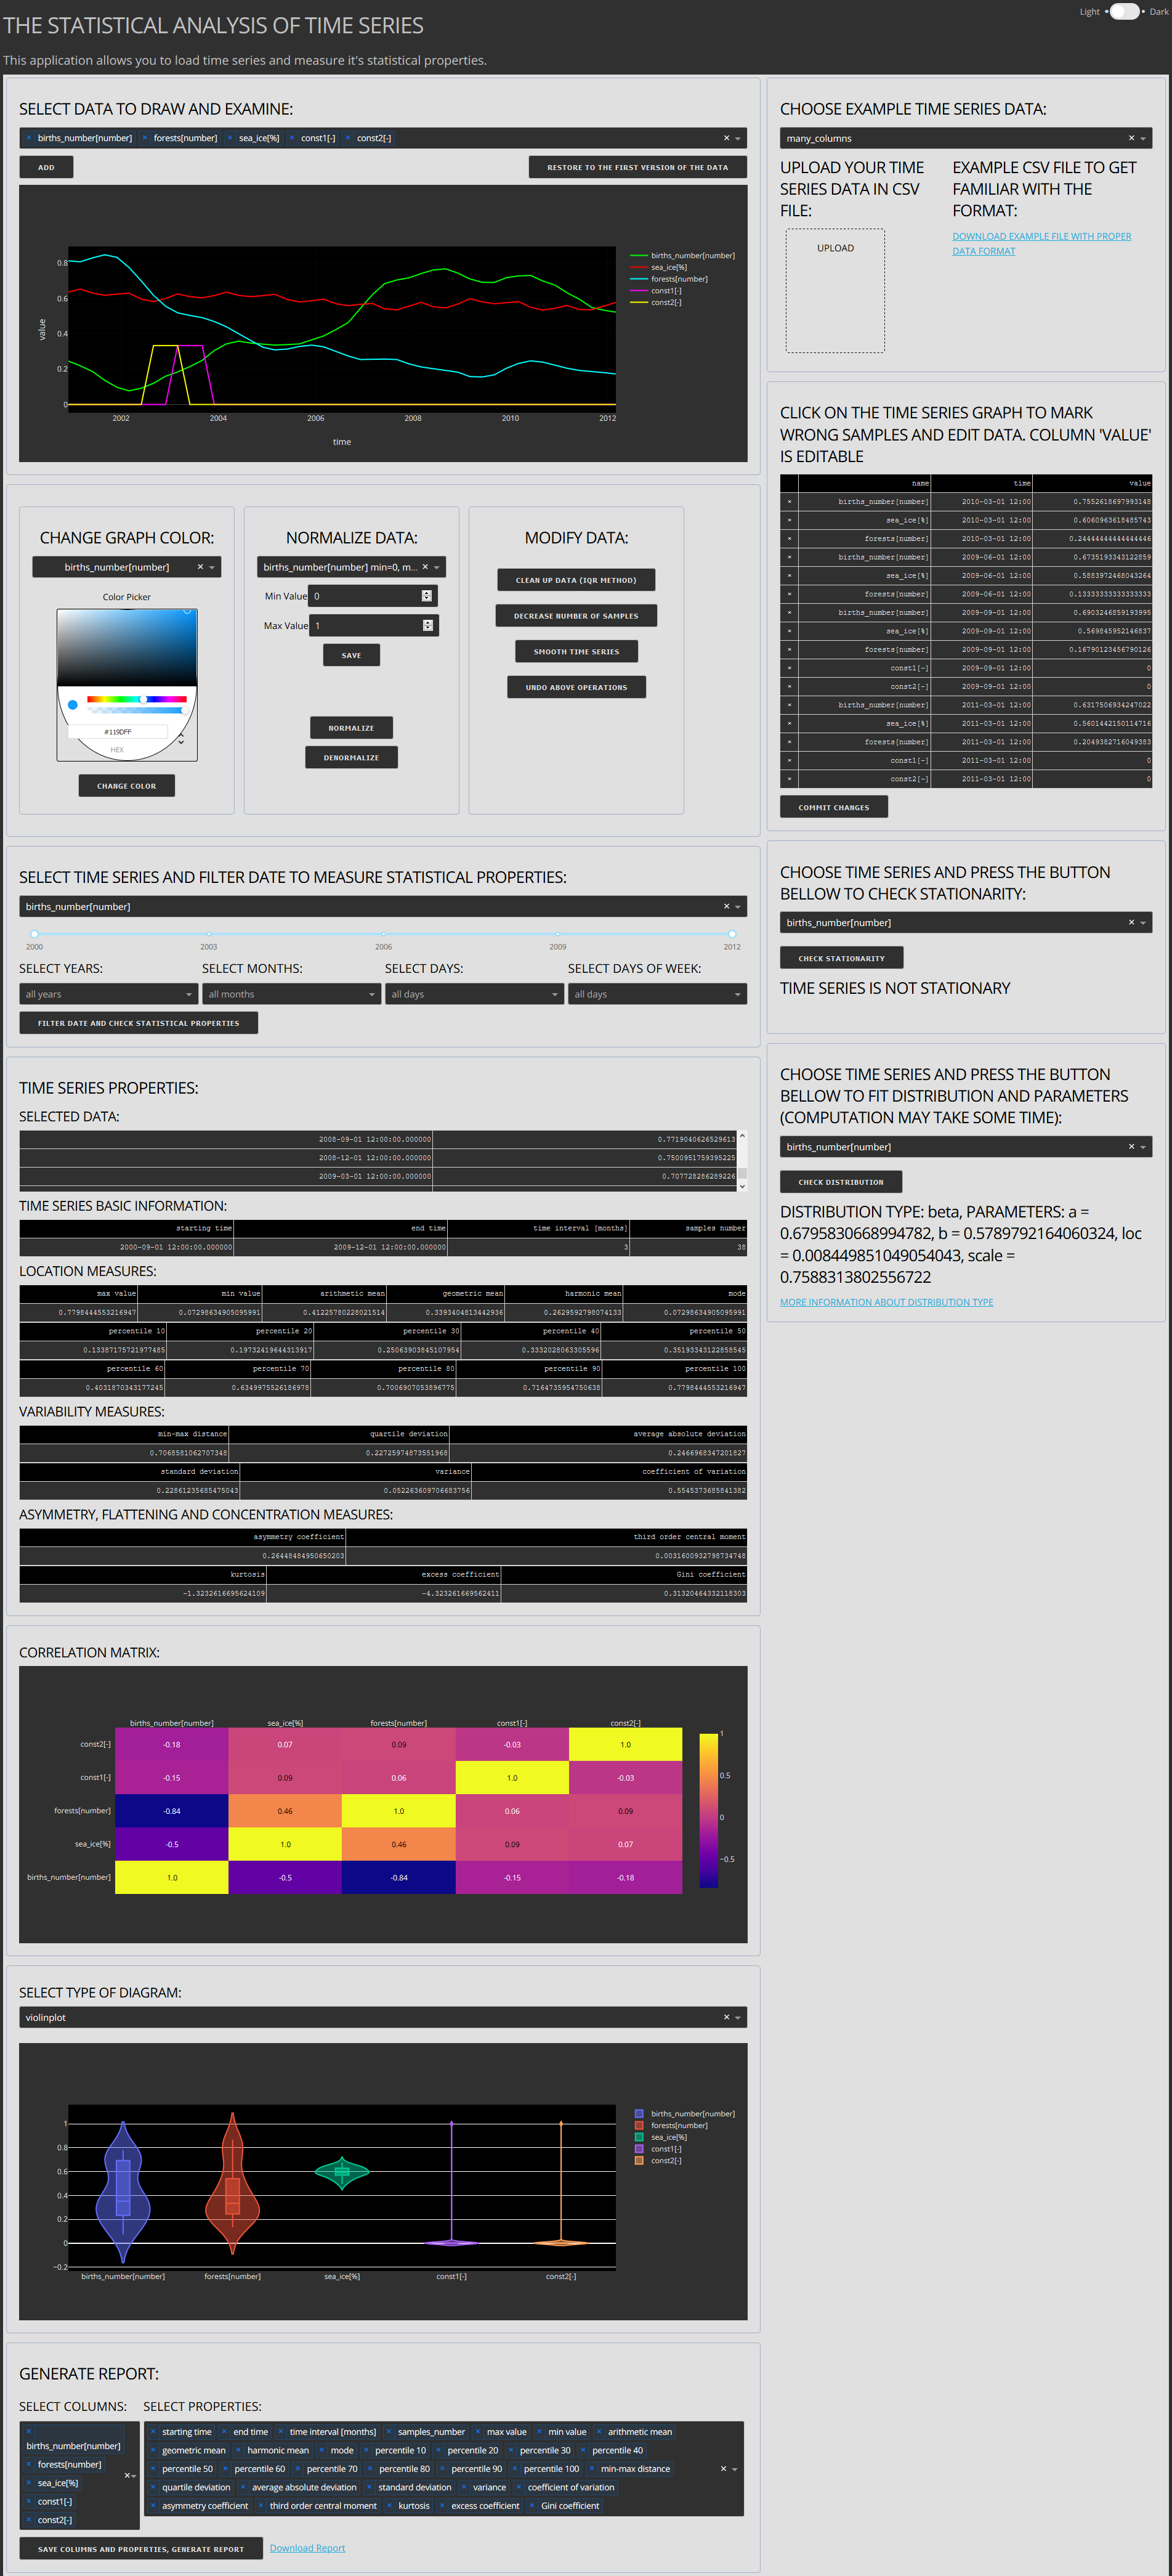 THE STATISTICAL ANALYSIS OF TIME SERIES
Light
Dark
This application allows you to load time series and measure it's statistical properties.
SELECT DATA TO DRAW AND EXAMINE:
× births_number[number] × forests[number] × sea_ice[%] × const1[-] × const2[-]
ADD
RESTORE TO THE FIRST VERSION OF THE DATA
births_number[number]
sea_ice[%]
forests[number]
const1[-]
const2[-]
value
0.8
0.6
0.4
0.2
0
2002 2004 2006 2008 2010 2012
time
CHANGE GRAPH COLOR:
births_number[number]
Color Picker
#119DFF
HEX
CHANGE COLOR
NORMALIZE DATA:
births_number[number] min=0, m...
Min Value 0
Max Value 1
SAVE
NORMALIZE
DENORMALIZE
MODIFY DATA:
CLEAN UP DATA (IQR METHOD)
DECREASE NUMBER OF SAMPLES
SMOOTH TIME SERIES
UNDO ABOVE OPERATIONS
SELECT TIME SERIES AND FILTER DATE TO MEASURE STATISTICAL PROPERTIES:
births_number[number]
2000 2003 2006 2009 2012
SELECT YEARS: SELECT MONTHS: SELECT DAYS: SELECT DAYS OF WEEK:
all years all months all days all days
FILTER DATE AND CHECK STATISTICAL PROPERTIES
TIME SERIES PROPERTIES:
SELECTED DATA:
2008-09-01 12:00:00.000000 0.7719040626529613
2008-12-01 12:00:00.000000 0.7500951759395225
2009-03-01 12:00:00.000000 0.707728286289226
TIME SERIES BASIC INFORMATION:
starting time end time time interval [months] samples number
2000-09-01 12:00:00.000000 2009-12-01 12:00:00.000000 3 38
LOCATION MEASURES:
max value min value arithmetic mean geometric mean harmonic mean mode
0.7798444553216947 0.07298634905095991 0.41225780228021514 0.3393404813442936 0.2629592798074133 0.07298634905095991
percentile 10 percentile 20 percentile 30 percentile 40 percentile 50
0.13387175721977485 0.19732419644313917 0.25063903845107954 0.3332028063305596 0.35193343122858545
percentile 60 percentile 70 percentile 80 percentile 90 percentile 100
0.4031870343177245 0.6349975526186978 0.7006907053896775 0.7164735954750638 0.7798444553216947
VARIABILITY MEASURES:
min-max distance quartile deviation average absolute deviation
0.7068581062707348 0.22725974873551968 0.2466968347201827
standard deviation variance coefficient of variation
0.22861235685475043 0.052263609706683756 0.5545373685841382
ASYMMETRY, FLATTENING AND CONCENTRATION MEASURES:
asymmetry coefficient third order central moment
0.26448484950650203 0.0031600932798734748
kurtosis excess coefficient Gini coefficient
-1.3232616695624109 -4.323261669562411 0.31320464332118303
CORRELATION MATRIX:
births_number[number] sea_ice[%] forests[number] const1[-] const2[-]
const2[-] -0.18 0.07 0.09 -0.03 1.0
const1[-] -0.15 0.09 0.06 1.0 -0.03
forests[number] -0.84 0.46 1.0 0.06 0.09
sea_ice[%] -0.5 1.0 0.46 0.09 0.07
births_number[number] 1.0 -0.5 -0.84 -0.15 -0.18
1
0.5
0
−0.5
SELECT TYPE OF DIAGRAM:
violinplot
births_number[number]
forests[number]
sea_ice[%]
const1[-]
const2[-]
1
0.8
0.6
0.4
0.2
0
−0.2
births_number[number] forests[number] sea_ice[%] const1[-] const2[-]
GENERATE REPORT:
SELECT COLUMNS:
×
births_number[number]
× forests[number]
× sea_ice[%]
× const1[-]
× const2[-]
SELECT PROPERTIES:
× starting time × end time × time interval [months] × samples_number × max value × min value × arithmetic mean
× geometric mean × harmonic mean × mode × percentile 10 × percentile 20 × percentile 30 × percentile 40
× percentile 50 × percentile 60 × percentile 70 × percentile 80 × percentile 90 × percentile 100 × min-max distance
× quartile deviation × average absolute deviation × standard deviation × variance × coefficient of variation
× asymmetry coefficient × third order central moment × kurtosis × excess coefficient × Gini coefficient
SAVE COLUMNS AND PROPERTIES, GENERATE REPORT
Download Report
CHOOSE EXAMPLE TIME SERIES DATA:
many_columns
UPLOAD YOUR TIME
SERIES DATA IN CSV
FILE:
UPLOAD
EXAMPLE CSV FILE TO GET
FAMILIAR WITH THE
FORMAT:
DOWNLOAD EXAMPLE FILE WITH PROPER
DATA FORMAT
CLICK ON THE TIME SERIES GRAPH TO MARK
WRONG SAMPLES AND EDIT DATA. COLUMN 'VALUE'
IS EDITABLE
name time value
× births_number[number] 2010-03-01 12:00 0.7552618697993148
× sea_ice[%] 2010-03-01 12:00 0.6060963618485743
× forests[number] 2010-03-01 12:00 0.24444444444444446
× births_number[number] 2009-06-01 12:00 0.6735193343122859
× sea_ice[%] 2009-06-01 12:00 0.5883972468043264
× forests[number] 2009-06-01 12:00 0.13333333333333333
× births_number[number] 2009-09-01 12:00 0.6903246859193995
× sea_ice[%] 2009-09-01 12:00 0.569845952146837
× forests[number] 2009-09-01 12:00 0.16790123456790126
× const1[-] 2009-09-01 12:00 0
× const2[-] 2009-09-01 12:00 0
× births_number[number] 2011-03-01 12:00 0.6317506934247022
× sea_ice[%] 2011-03-01 12:00 0.5601442150114716
× forests[number] 2011-03-01 12:00 0.2049382716049383
× const1[-] 2011-03-01 12:00 0
× const2[-] 2011-03-01 12:00 0
COMMIT CHANGES
CHOOSE TIME SERIES AND PRESS THE BUTTON
BELLOW TO CHECK STATIONARITY:
births_number[number]
CHECK STATIONARITY
TIME SERIES IS NOT STATIONARY
CHOOSE TIME SERIES AND PRESS THE BUTTON
BELLOW TO FIT DISTRIBUTION AND PARAMETERS
(COMPUTATION MAY TAKE SOME TIME):
births_number[number]
CHECK DISTRIBUTION
DISTRIBUTION TYPE: beta, PARAMETERS: a =
0.6795830668994782, b = 0.5789792164060324, loc
= 0.008449851049054043, scale =
0.7588313802556722
MORE INFORMATION ABOUT DISTRIBUTION TYPE